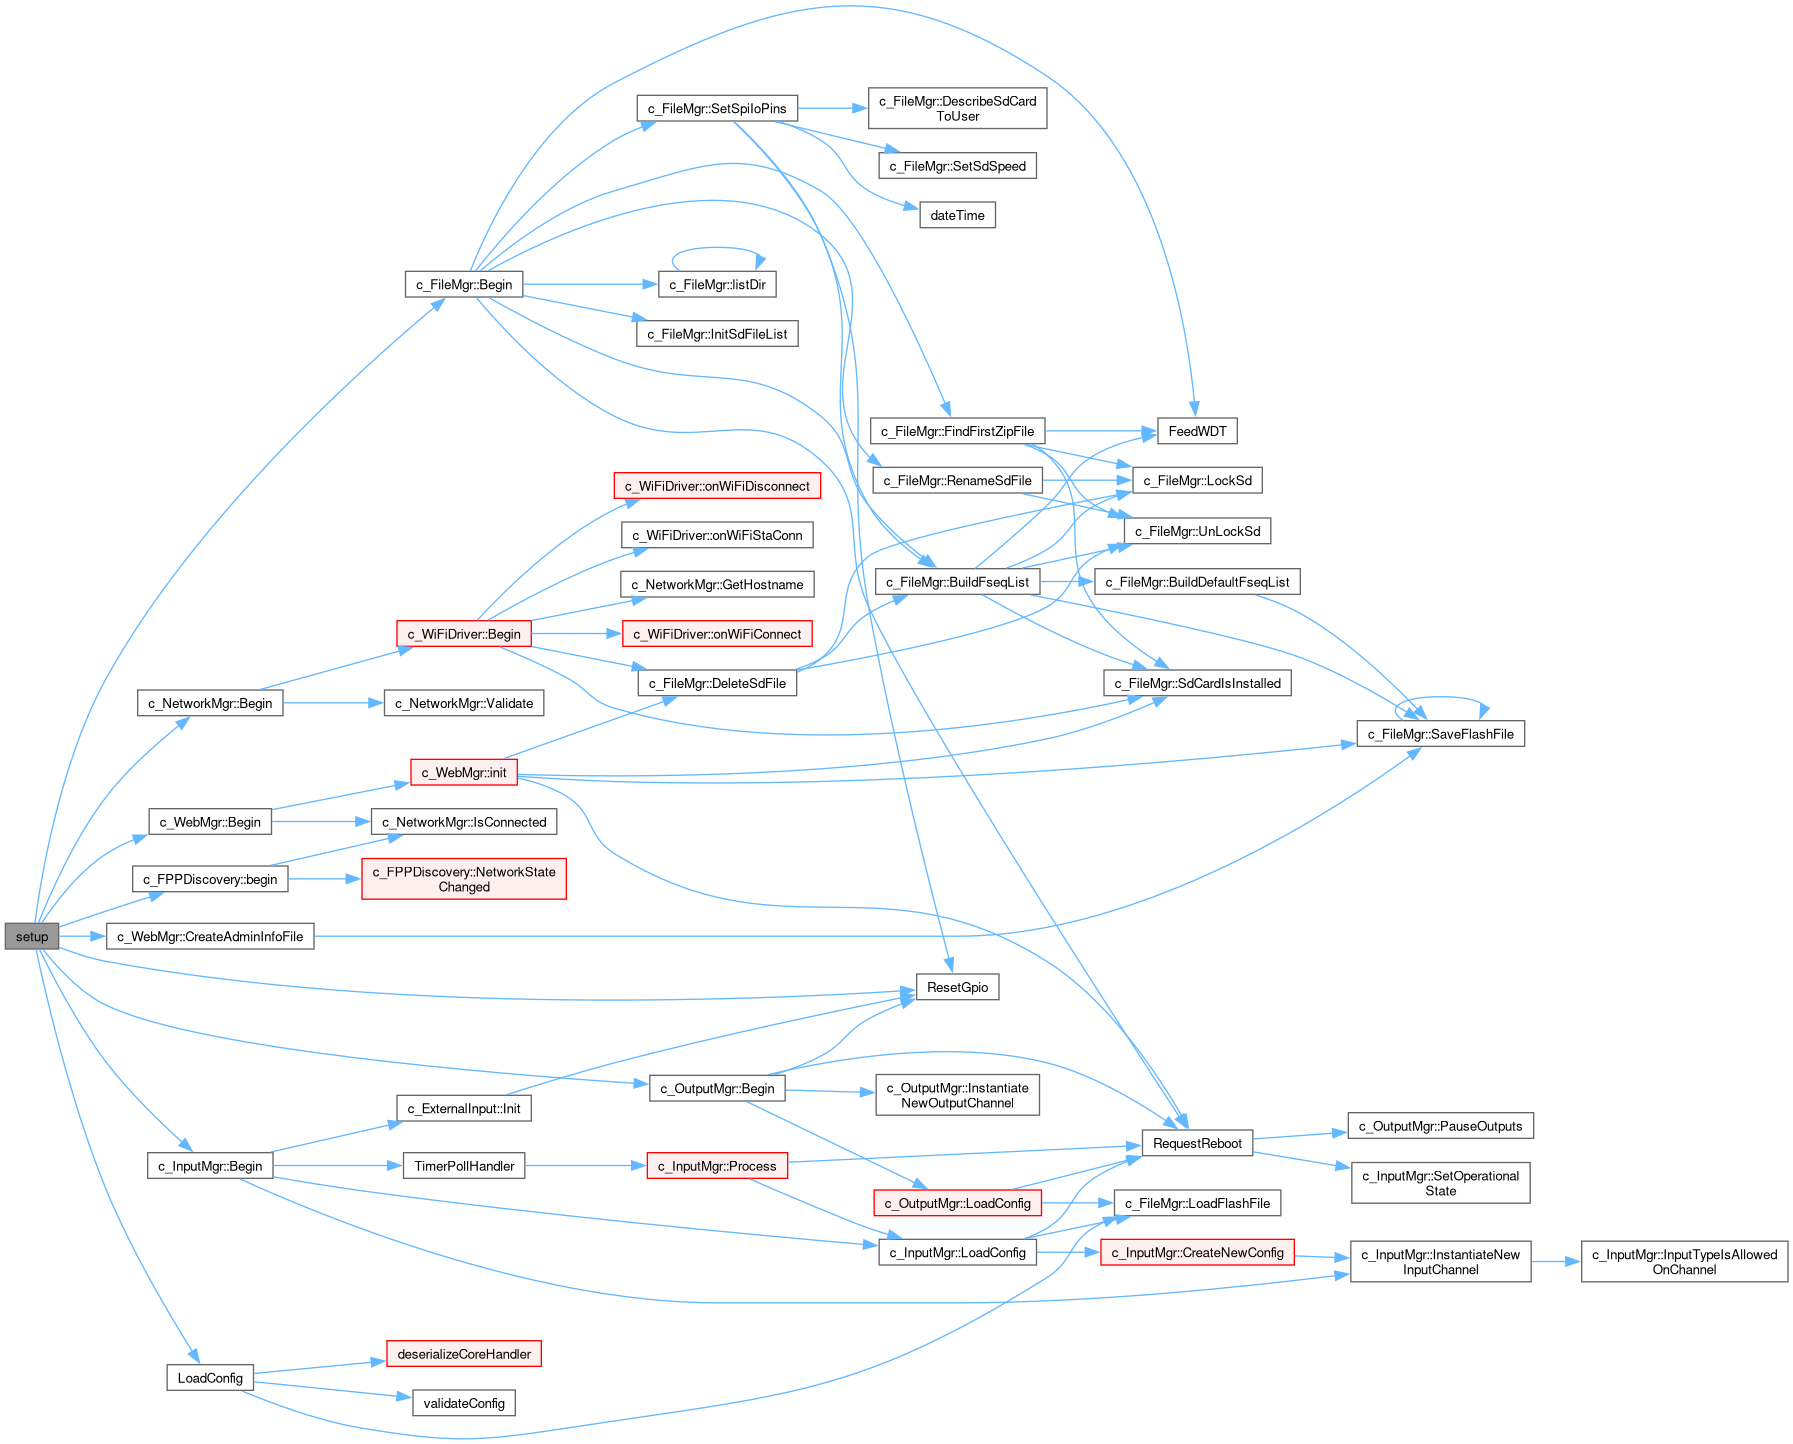 c_FileMgr::SetSpiIoPins
c_FileMgr::DescribeSdCard
ToUser
c_FileMgr::SetSdSpeed
dateTime
c_FileMgr::Begin
c_FileMgr::listDir
c_FileMgr::InitSdFileList
c_FileMgr::FindFirstZipFile
FeedWDT
c_FileMgr::RenameSdFile
c_FileMgr::LockSd
c_WiFiDriver::onWiFiDisconnect
c_WiFiDriver::onWiFiStaConn
c_FileMgr::UnLockSd
c_NetworkMgr::GetHostname
c_FileMgr::BuildFseqList
c_FileMgr::BuildDefaultFseqList
c_WiFiDriver::Begin
c_WiFiDriver::onWiFiConnect
c_FileMgr::DeleteSdFile
c_FileMgr::SdCardIsInstalled
c_NetworkMgr::Begin
c_NetworkMgr::Validate
c_FileMgr::SaveFlashFile
c_WebMgr::init
c_WebMgr::Begin
c_NetworkMgr::IsConnected
c_FPPDiscovery::begin
c_FPPDiscovery::NetworkState
Changed
setup
c_WebMgr::CreateAdminInfoFile
ResetGpio
c_OutputMgr::Begin
c_OutputMgr::Instantiate
NewOutputChannel
c_ExternalInput::Init
RequestReboot
c_OutputMgr::PauseOutputs
c_InputMgr::Begin
TimerPollHandler
c_InputMgr::Process
c_InputMgr::SetOperational
State
c_OutputMgr::LoadConfig
c_FileMgr::LoadFlashFile
c_InputMgr::LoadConfig
c_InputMgr::CreateNewConfig
c_InputMgr::InstantiateNew
InputChannel
c_InputMgr::InputTypeIsAllowed
OnChannel
deserializeCoreHandler
LoadConfig
validateConfig